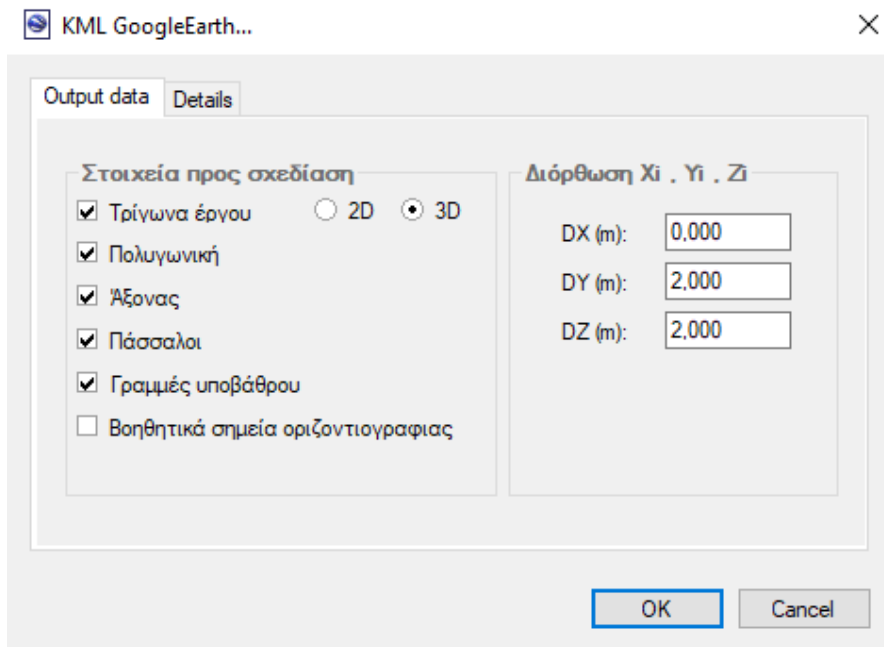 KML GoogleEarth...
Output data Details
Στοιχεία προς σχεδίαση
Τρίγωνα έργου 2D 3D
Πολυγωνική
Άξονας
Πάσσαλοι
Γραμμές υποβάθρου
Βοηθητικά σημεία οριζοντιογραφιας
Διόρθωση Xi , Yi , Zi
DX (m): 0,000
DY (m): 2,000
DZ (m): 2,000
OK Cancel